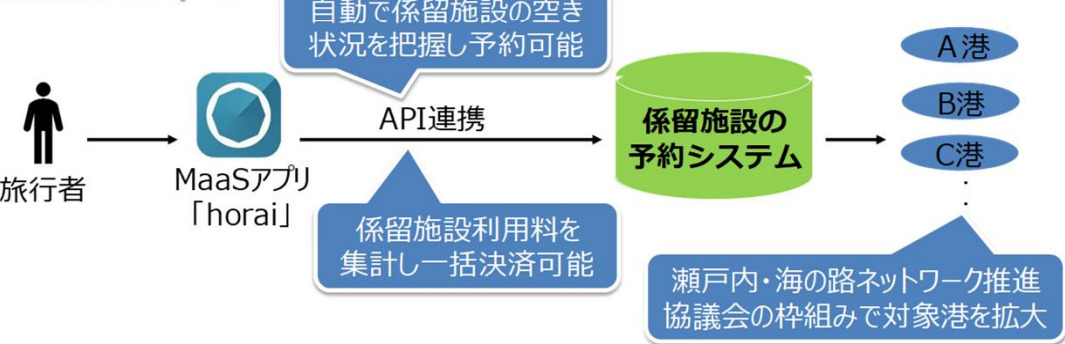 自動で係留施設の空き
状況を把握し予約可能
旅行者
MaaSアプリ
「horai」
API連携
係留施設利用料を
集計し一括決済可能
係留施設の
予約システム
A港
B港
C港
:
瀬戸内・海の路ネットワーク推進
協議会の枠組みで対象港を拡大